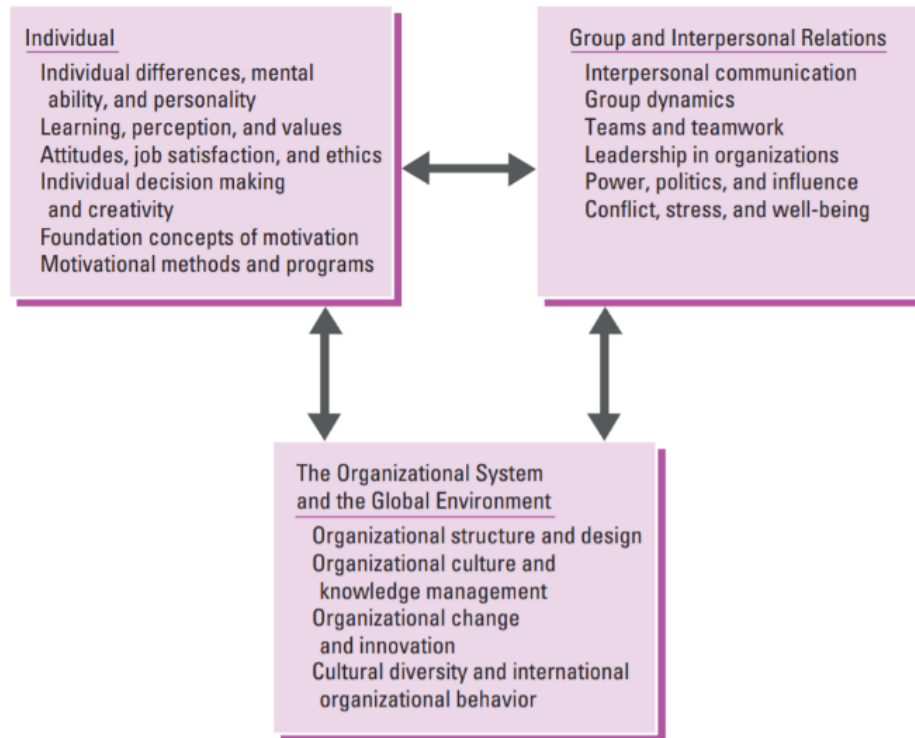 Individual
Individual differences, mental
ability, and personality
Learning, perception, and values
Attitudes, job satisfaction, and ethics
Individual decision making
and creativity
Foundation concepts of motivation
Motivational methods and programs
Group and Interpersonal Relations
Interpersonal communication
Group dynamics
Teams and teamwork
Leadership in organizations
Power, politics, and influence
Conflict, stress, and well-being
The Organizational System
and the Global Environment
Organizational structure and design
Organizational culture and
knowledge management
Organizational change
and innovation
Cultural diversity and international
organizational behavior